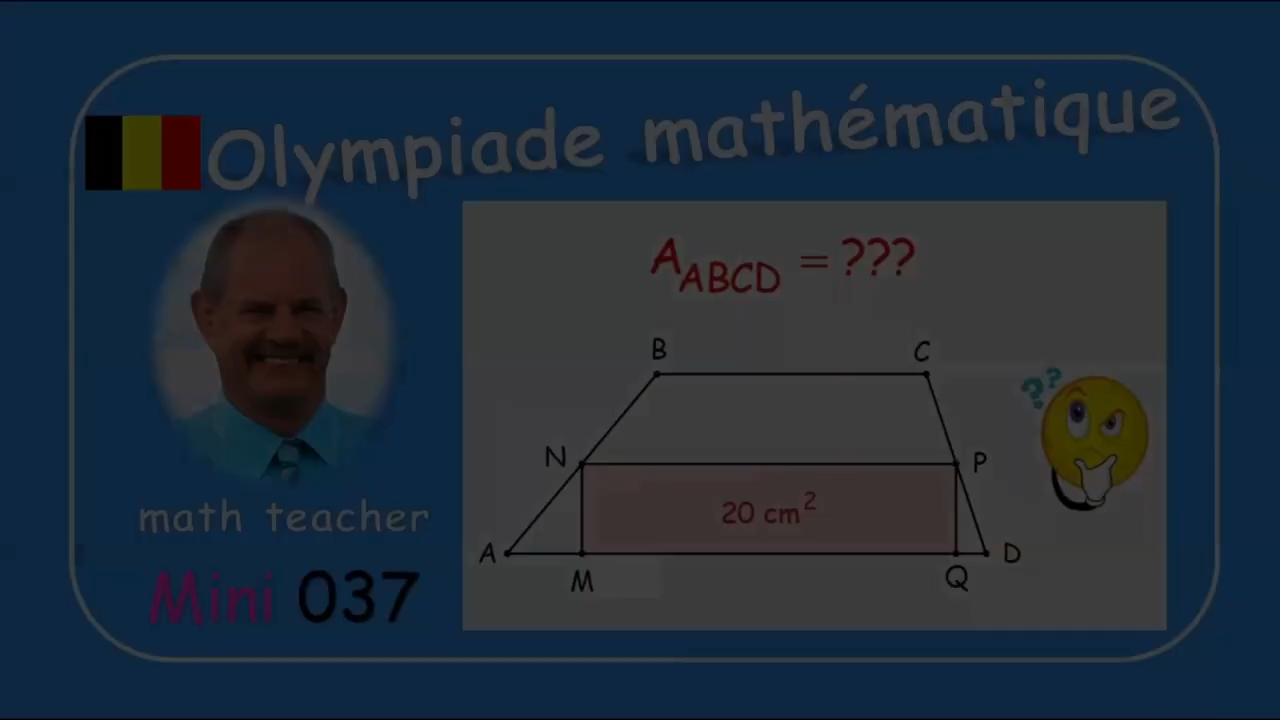 Olympiade mathématique
A_ABCD = ???
B C
N P
20 cm²
A D
M Q
? ?
math teacher
Mini 037